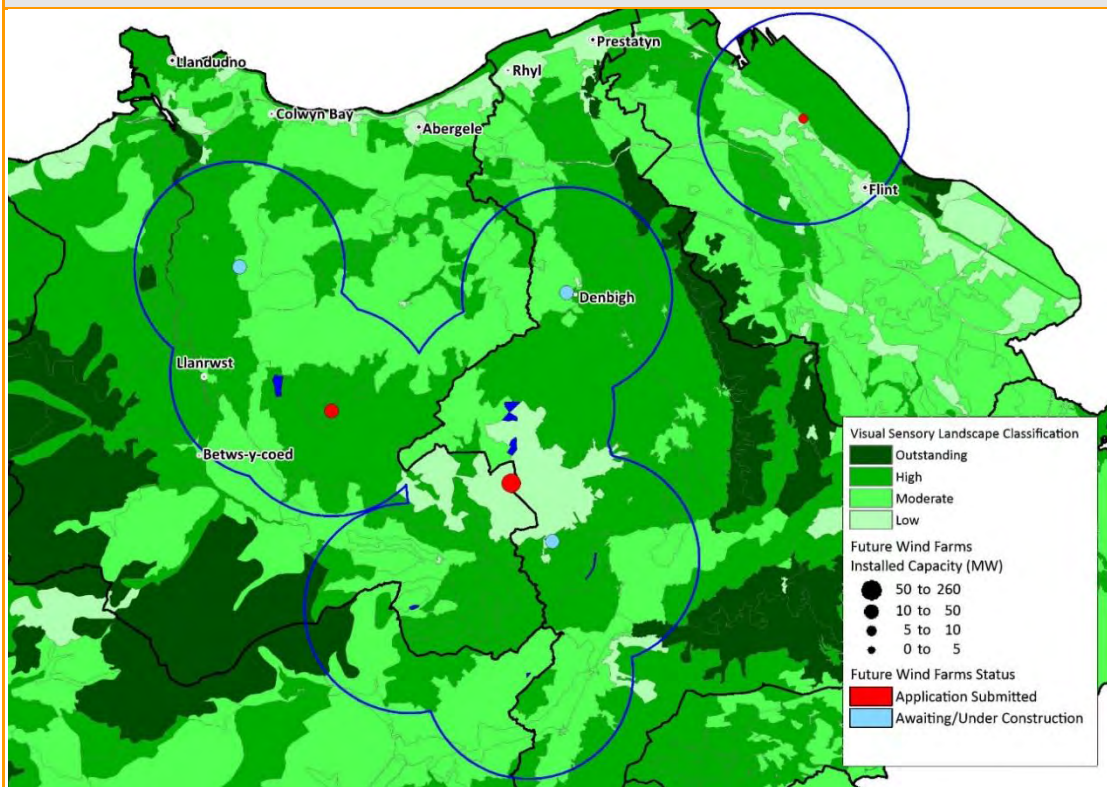 Prestatyn
Llandudno
Rhyl
Colwyn Bay
Abergele
Flint
Denbigh
Llanrwst
Betws-y-coed
Visual Sensory Landscape Classification
Outstanding
High
Moderate
Low
Future Wind Farms
Installed Capacity (MW)
50 to 260
10 to 50
5 to 10
0 to 5
Future Wind Farms Status
Application Submitted
Awaiting/Under Construction